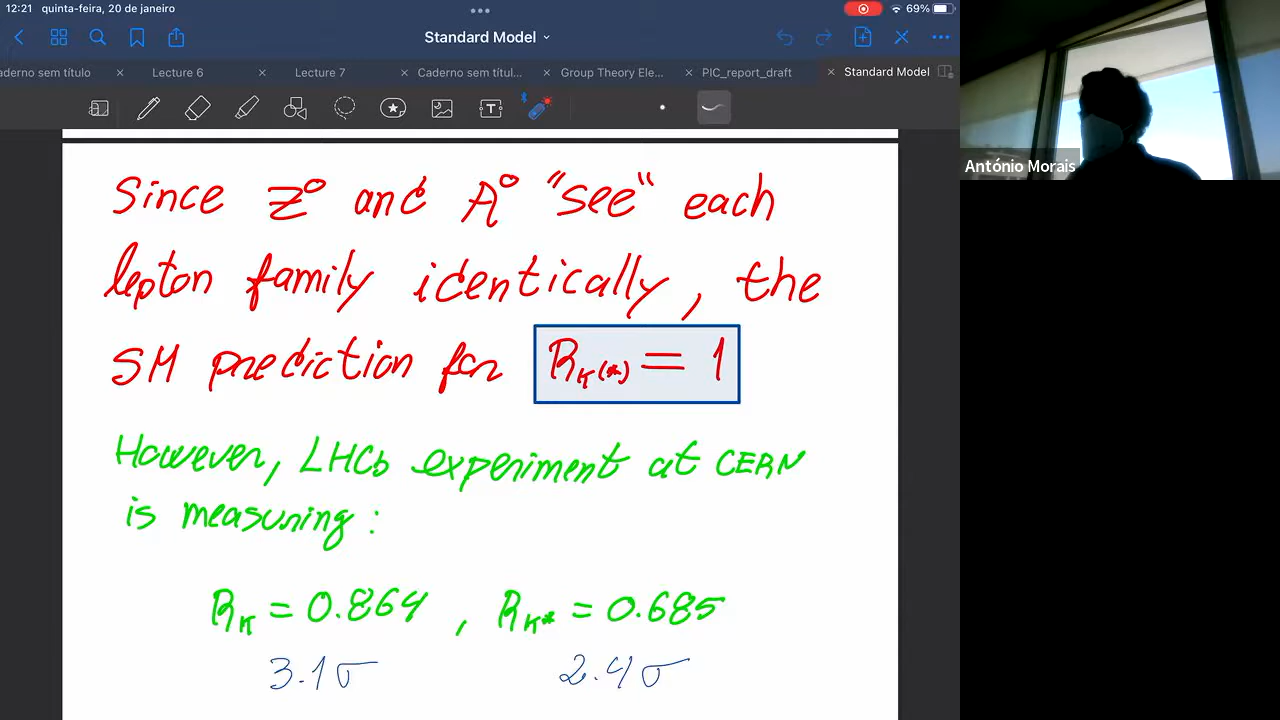 12:21 quinta-feira, 20 de janeiro
69%
Standard Model
aderno sem título
Lecture 6
Lecture 7
Caderno sem títul...
Group Theory Ele...
PIC_report_draft
Standard Model
António Morais
Since Z⁰ and A⁰ "see" each
lepton family identically, the
SM prediction for R_K(*) = 1
However, LHCb experiment at CERN
is measuring:
R_K = 0.864 , R_K* = 0.685
3.1σ 2.4σ